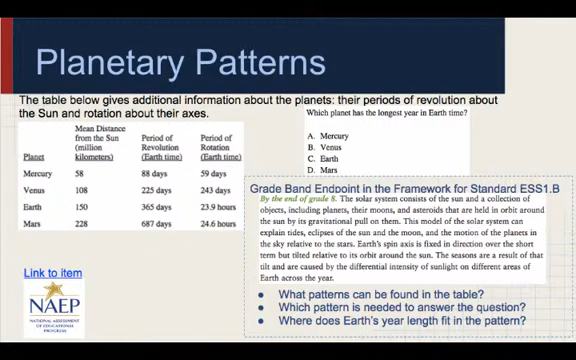 Planetary Patterns
The table below gives additional information about the planets: their periods of revolution about
the Sun and rotation about their axes.
Planet Mean Distance from the Sun (million kilometers) Period of Revolution (Earth time) Period of Rotation (Earth time)
Mercury 58 88 days 59 days
Venus 108 225 days 243 days
Earth 150 365 days 23.9 hours
Mars 228 687 days 24.6 hours
Which planet has the longest year in Earth time?
A. Mercury
B. Venus
C. Earth
D. Mars
Grade Band Endpoint in the Framework for Standard ESS1.B
By the end of grade 8. The solar system consists of the sun and a collection of
objects, including planets, their moons, and asteroids that are held in orbit around
the sun by its gravitational pull on them. This model of the solar system can
explain tides, eclipses of the sun and the moon, and the motion of the planets in
the sky relative to the stars. Earth's spin axis is fixed in direction over the short
term but tilted relative to its orbit around the sun. The seasons are a result of that
tilt and are caused by the differential intensity of sunlight on different areas of
Earth across the year.
Link to item
NAEP
NATIONAL ASSESSMENT
OF EDUCATIONAL
PROGRESS
● What patterns can be found in the table?
● Which pattern is needed to answer the question?
● Where does Earth's year length fit in the pattern?